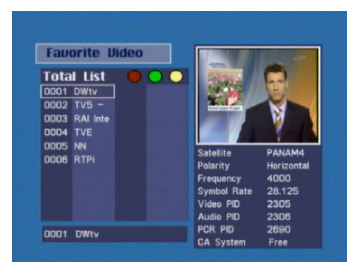 Favorite Video
Total List
0001 DWtv
0002 TV5 -
0003 RAI Inte
0004 TVE
0005 NN
0006 RTPi
0001 DWtv
Satellite PANAM4
Polarity Horizontal
Frequency 4000
Symbol Rate 28.125
Video PID 2305
Audio PID 2306
PCR PID 2690
CA System Free